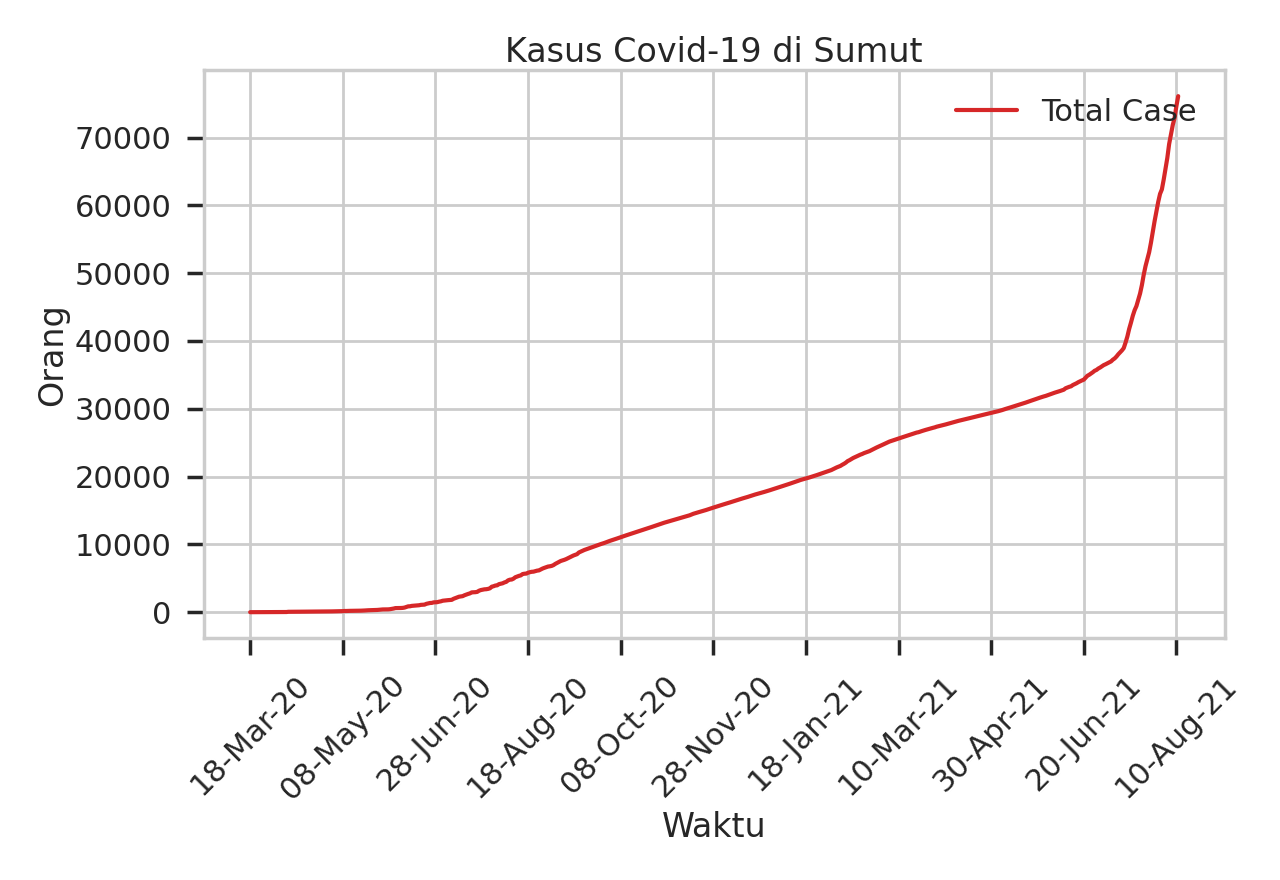 Kasus Covid-19 di Sumut
Total Case
70000
60000
50000
40000
30000
20000
10000
0
Orang
18-Mar-20
08-May-20
28-Jun-20
18-Aug-20
08-Oct-20
28-Nov-20
18-Jan-21
10-Mar-21
30-Apr-21
20-Jun-21
10-Aug-21
Waktu